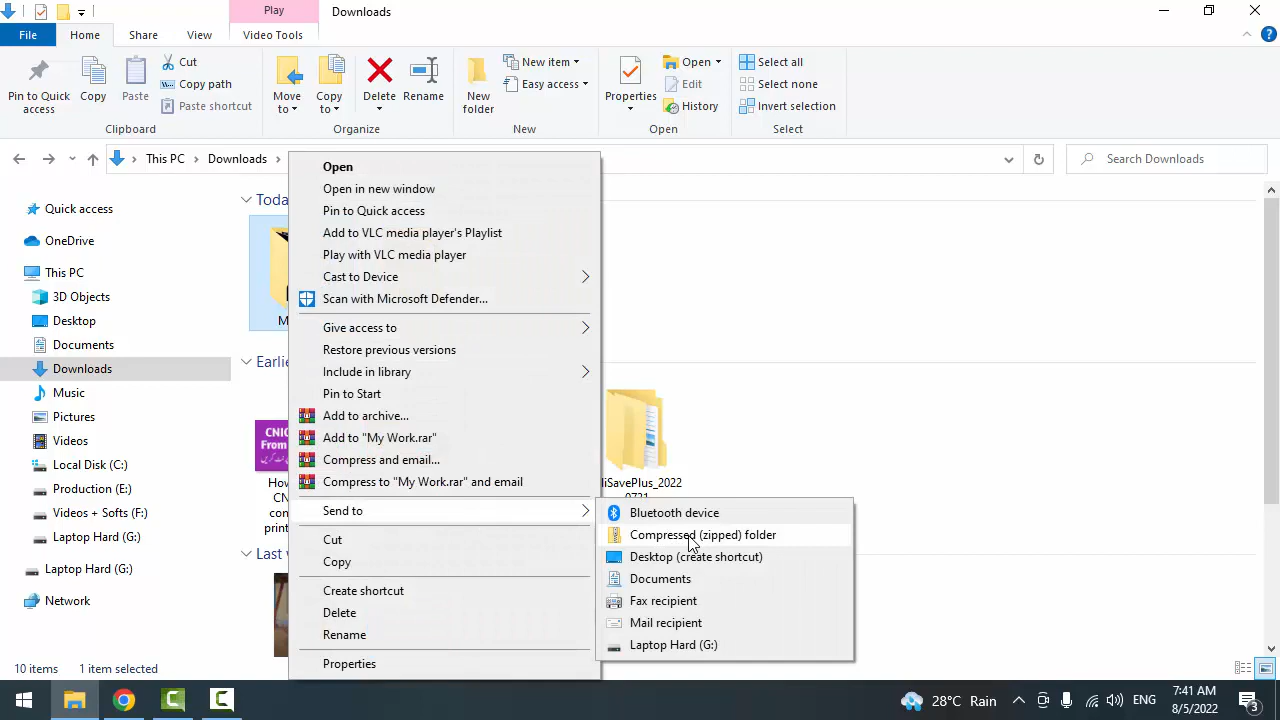 Play
Downloads
File
Home
Share
View
Video Tools
Pin to Quick access
Copy
Paste
Cut
Copy path
Paste shortcut
Move to
Copy to
Delete
Rename
New folder
New item
Easy access
Properties
Open
Edit
History
Select all
Select none
Invert selection
Clipboard
Organize
New
Open
Select
This PC
Downloads
Search Downloads
Quick access
OneDrive
This PC
3D Objects
Desktop
Documents
Downloads
Music
Pictures
Videos
Local Disk (C:)
Production (E:)
Videos + Softs (F:)
Laptop Hard (G:)
Laptop Hard (G:)
Network
Toda
M
Earlie
CNIC
From
How
CN
con
print
Last w
iSavePlus_2022
0721
Open
Open in new window
Pin to Quick access
Add to VLC media player's Playlist
Play with VLC media player
Cast to Device
Scan with Microsoft Defender...
Give access to
Restore previous versions
Include in library
Pin to Start
Add to archive...
Add to "My Work.rar"
Compress and email...
Compress to "My Work.rar" and email
Send to
Cut
Copy
Create shortcut
Delete
Rename
Properties
Bluetooth device
Compressed (zipped) folder
Desktop (create shortcut)
Documents
Fax recipient
Mail recipient
Laptop Hard (G:)
10 items
1 item selected
28°C Rain
ENG
7:41 AM
8/5/2022
3